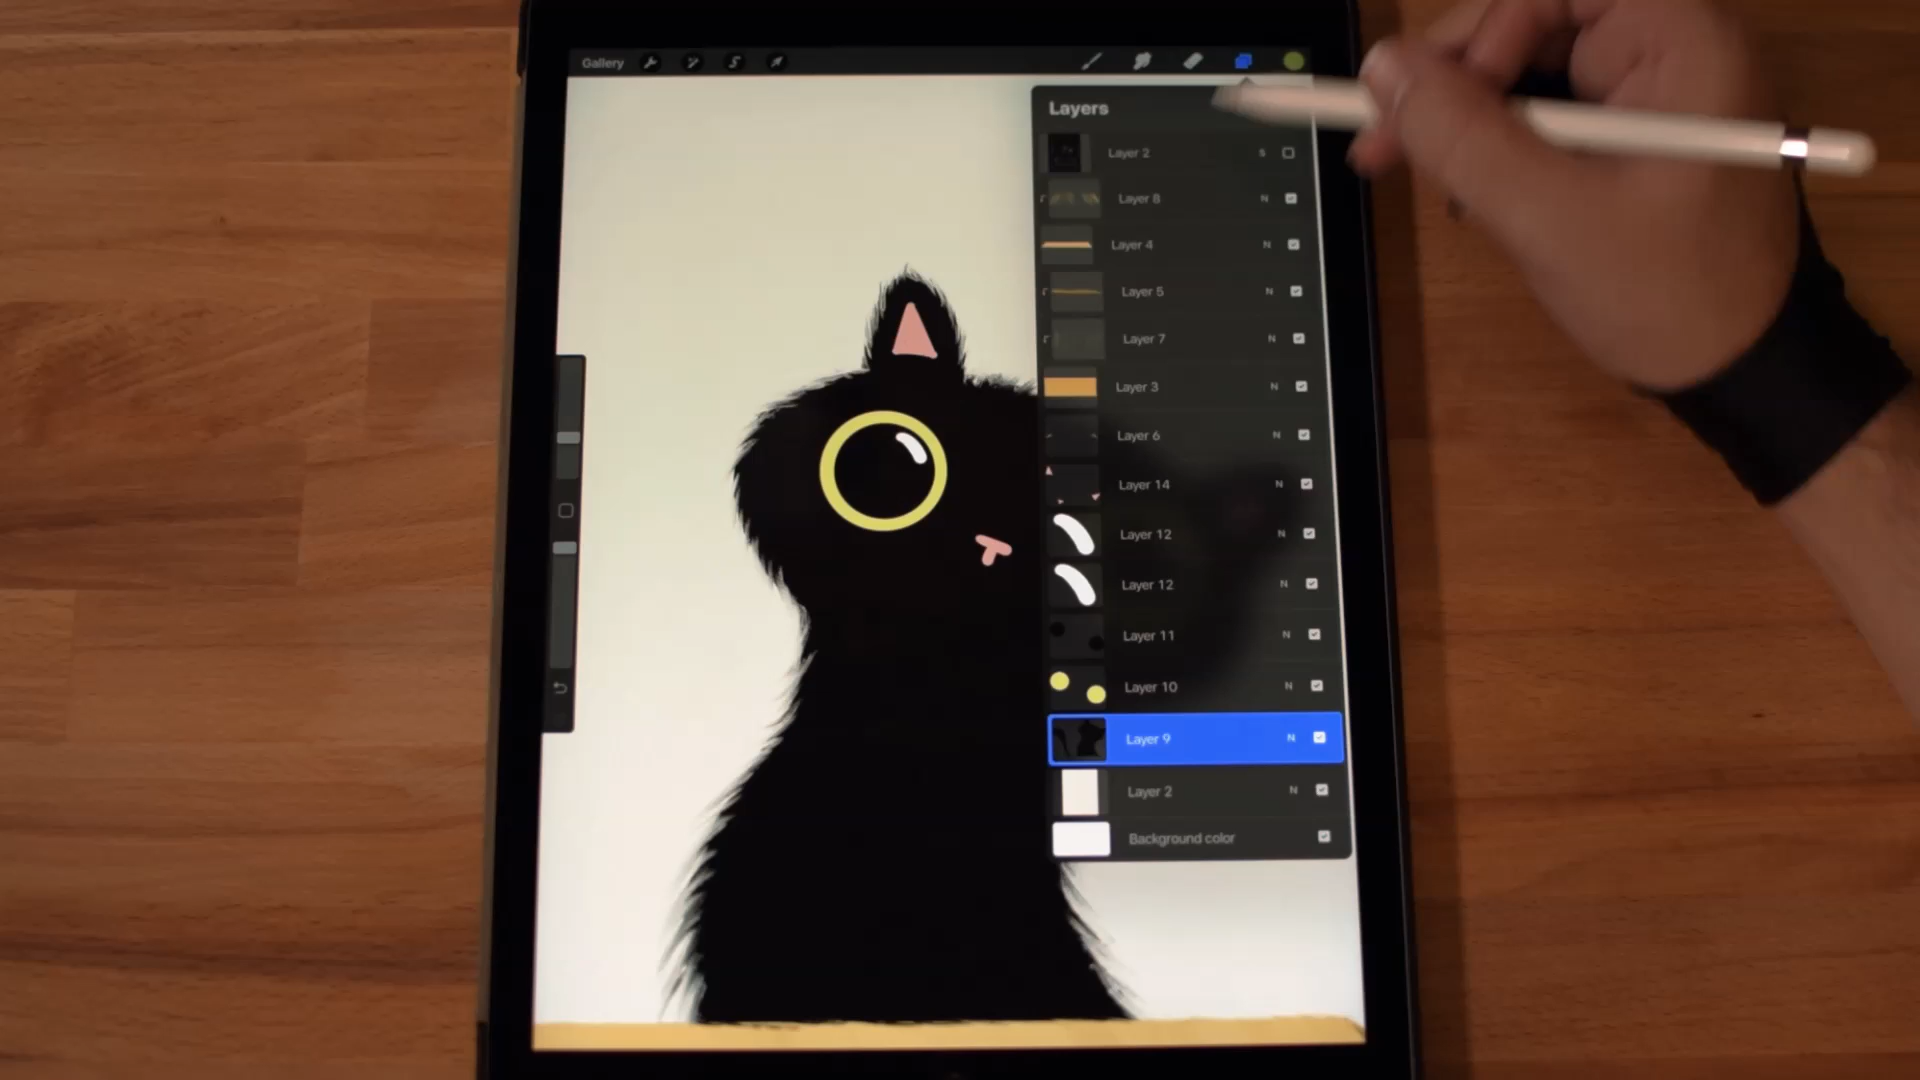 Gallery
Layers
Layer 2 S
Layer 8 N
Layer 4 N
Layer 5 N
Layer 7 N
Layer 3 N
Layer 6 N
Layer 14 N
Layer 12 N
Layer 12 N
Layer 11 N
Layer 10 N
Layer 9 N
Layer 2 N
Background color